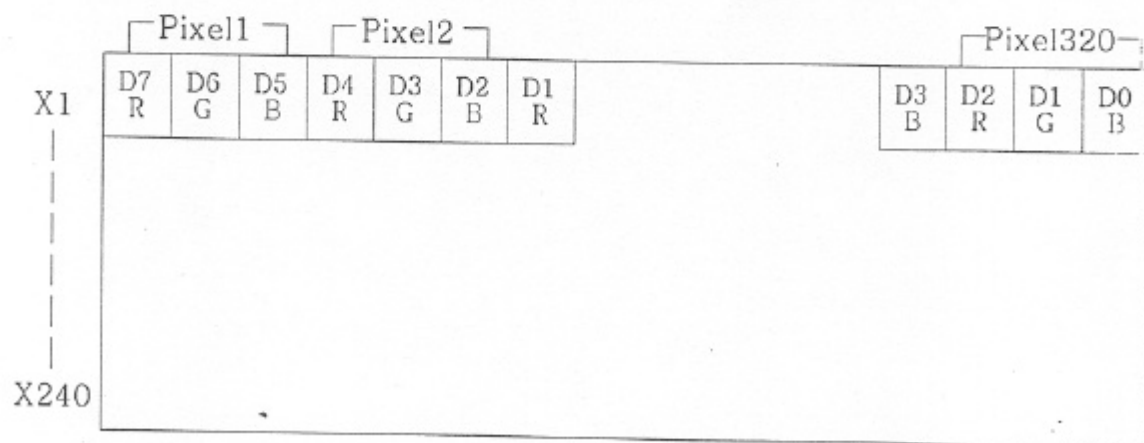 Pixel1 Pixel2 Pixel320
X1 D7 D6 D5 D4 D3 D2 D1 D3 D2 D1 D0
R G B R G B R B R G B
X240